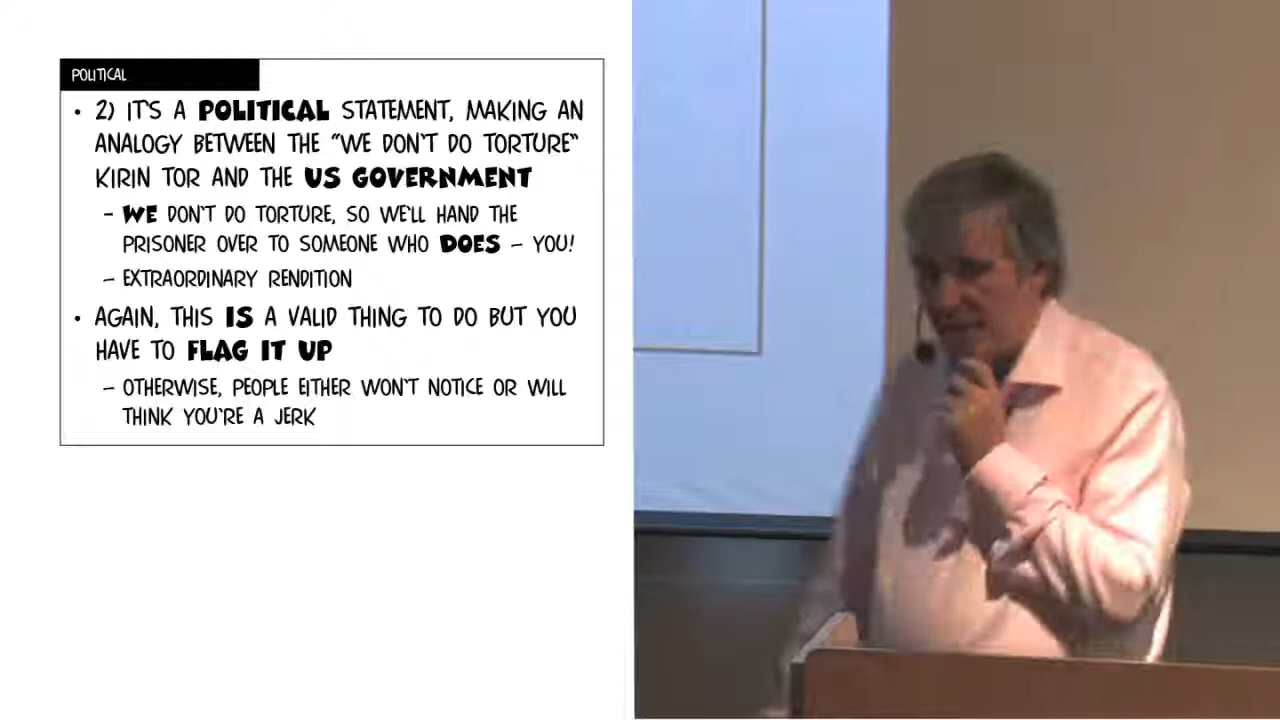 POLITICAL
• 2) IT'S A POLITICAL STATEMENT, MAKING AN
ANALOGY BETWEEN THE "WE DON'T DO TORTURE"
KIRIN TOR AND THE US GOVERNMENT
– WE DON'T DO TORTURE, SO WE'LL HAND THE
PRISONER OVER TO SOMEONE WHO DOES – YOU!
– EXTRAORDINARY RENDITION
• AGAIN, THIS IS A VALID THING TO DO BUT YOU
HAVE TO FLAG IT UP
– OTHERWISE, PEOPLE EITHER WON'T NOTICE OR WILL
THINK YOU'RE A JERK